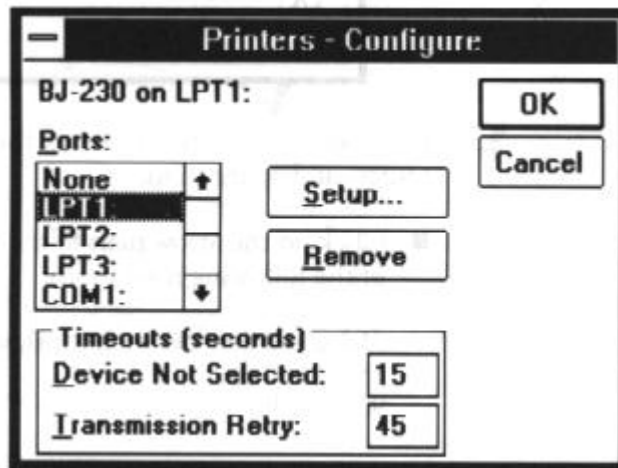 Printers - Configure
BJ-230 on LPT1:
OK
Cancel
Ports:
None
LPT1:
LPT2:
LPT3:
COM1:
Setup...
Remove
Timeouts (seconds)
Device Not Selected: 15
Transmission Retry: 45